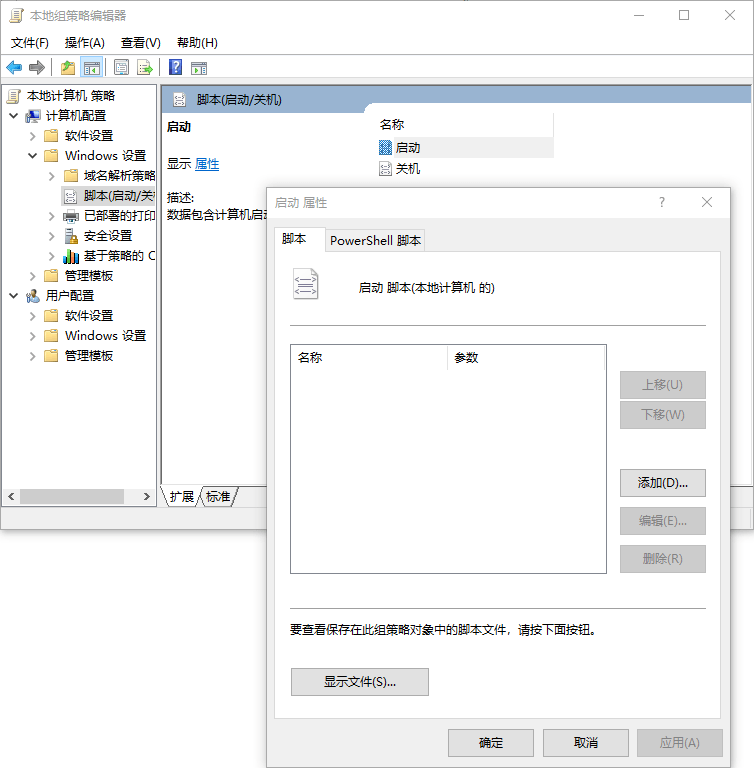 本地组策略编辑器
文件(F) 操作(A) 查看(V) 帮助(H)
本地计算机 策略
计算机配置
软件设置
Windows 设置
域名解析策略
脚本(启动/关
已部署的打印
安全设置
基于策略的
管理模板
用户配置
软件设置
Windows 设置
管理模板
脚本(启动/关机)
启动
显示 属性
描述:
数据包含计算机启
名称
启动
关机
扩展 标准
启动 属性
脚本 PowerShell 脚本
启动 脚本(本地计算机 的)
名称 参数
上移(U)
下移(W)
添加(D)...
编辑(E)...
删除(R)
要查看保存在此组策略对象中的脚本文件，请按下面按钮。
显示文件(S)...
确定 取消 应用(A)